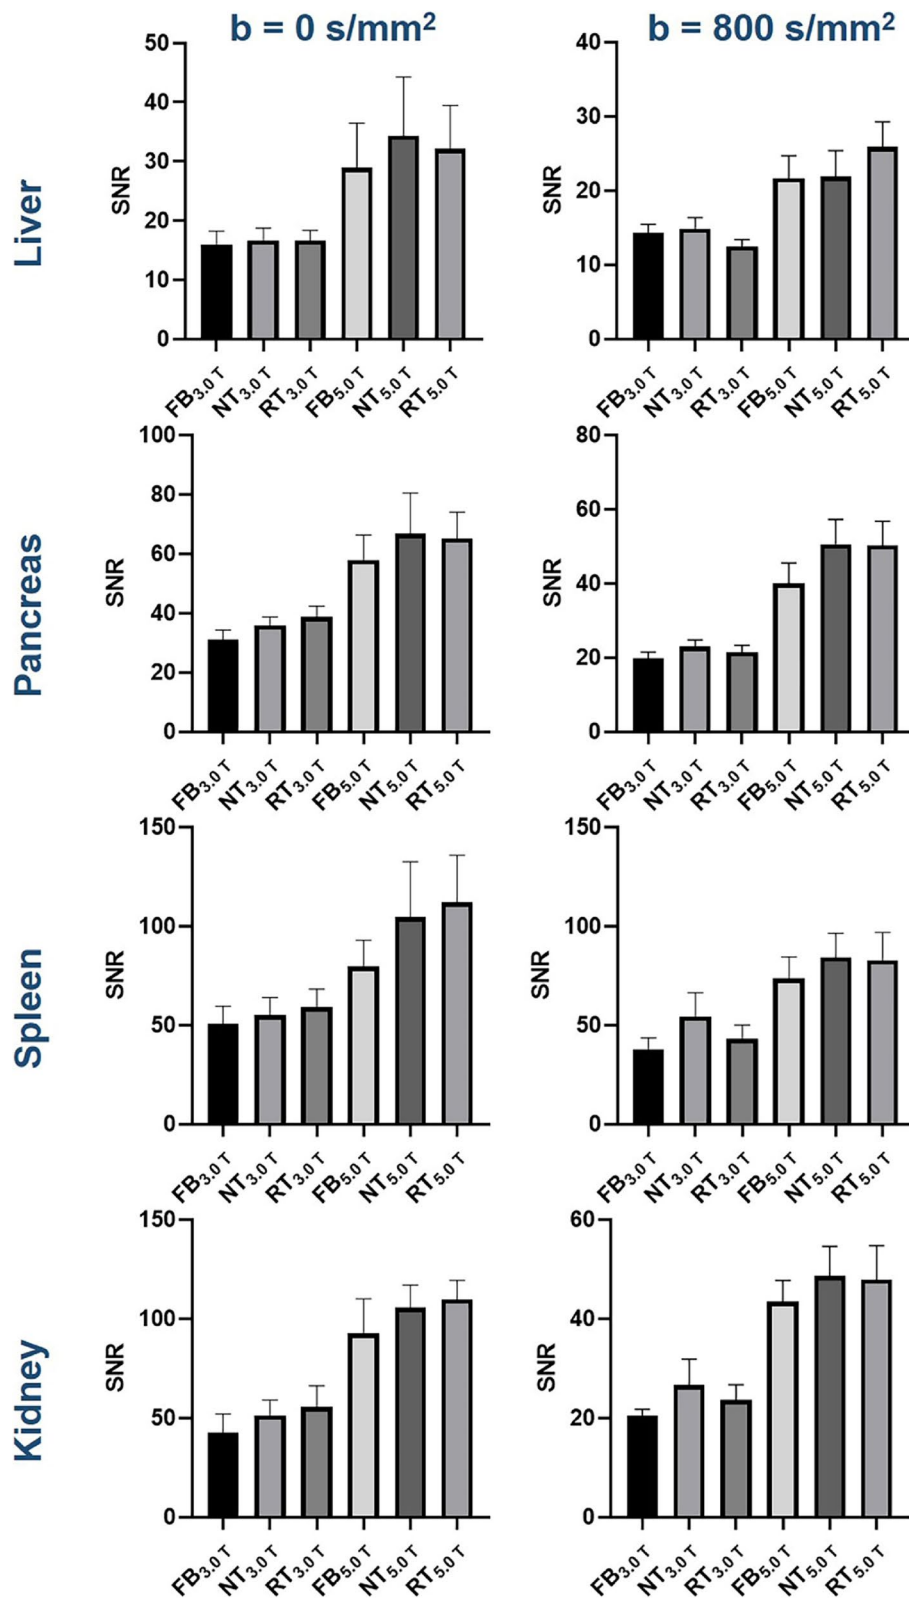 b = 0 s/mm²
b = 800 s/mm²
Liver
SNR
50
40
30
20
10
0
FB3.0 T NT3.0 T RT3.0 T FB5.0 T NT5.0 T RT5.0 T
SNR
40
30
20
10
0
FB3.0 T NT3.0 T RT3.0 T FB5.0 T NT5.0 T RT5.0 T
Pancreas
SNR
100
80
60
40
20
0
FB3.0 T NT3.0 T RT3.0 T FB5.0 T NT5.0 T RT5.0 T
SNR
80
60
40
20
0
FB3.0 T NT3.0 T RT3.0 T FB5.0 T NT5.0 T RT5.0 T
Spleen
SNR
150
100
50
0
FB3.0 T NT3.0 T RT3.0 T FB5.0 T NT5.0 T RT5.0 T
SNR
150
100
50
0
FB3.0 T NT3.0 T RT3.0 T FB5.0 T NT5.0 T RT5.0 T
Kidney
SNR
150
100
50
0
FB3.0 T NT3.0 T RT3.0 T FB5.0 T NT5.0 T RT5.0 T
SNR
60
40
20
0
FB3.0 T NT3.0 T RT3.0 T FB5.0 T NT5.0 T RT5.0 T